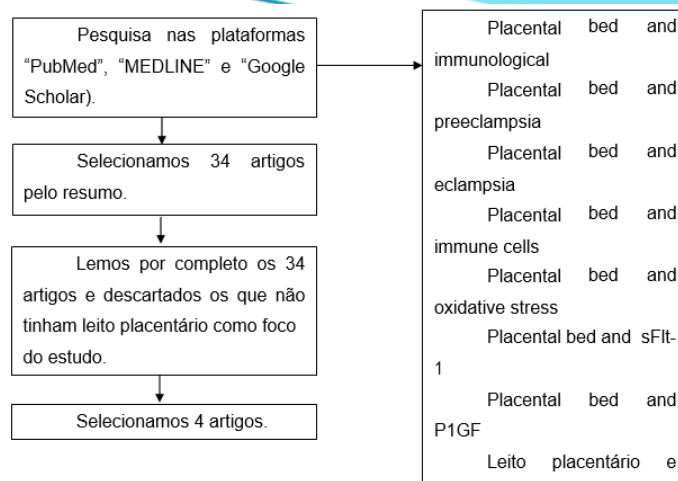 Pesquisa nas plataformas
“PubMed”, “MEDLINE” e “Google
Scholar).
Selecionamos 34 artigos
pelo resumo.
Lemos por completo os 34
artigos e descartados os que não
tinham leito placentário como foco
do estudo.
Selecionamos 4 artigos.
Placental bed and
immunological
Placental bed and
preeclampsia
Placental bed and
eclampsia
Placental bed and
immune cells
Placental bed and
oxidative stress
Placental bed and sFlt-
1
Placental bed and
P1GF
Leito placentário e